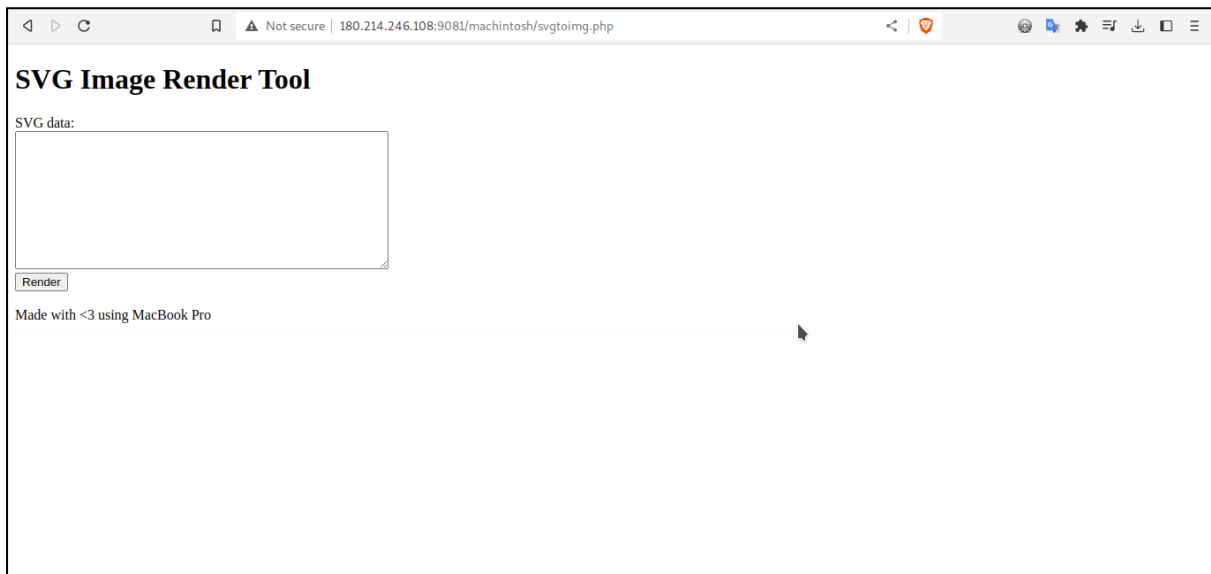 Not secure 180.214.246.108:9081/machintosh/svgtoimg.php
SVG Image Render Tool
SVG data:
Render
Made with <3 using MacBook Pro